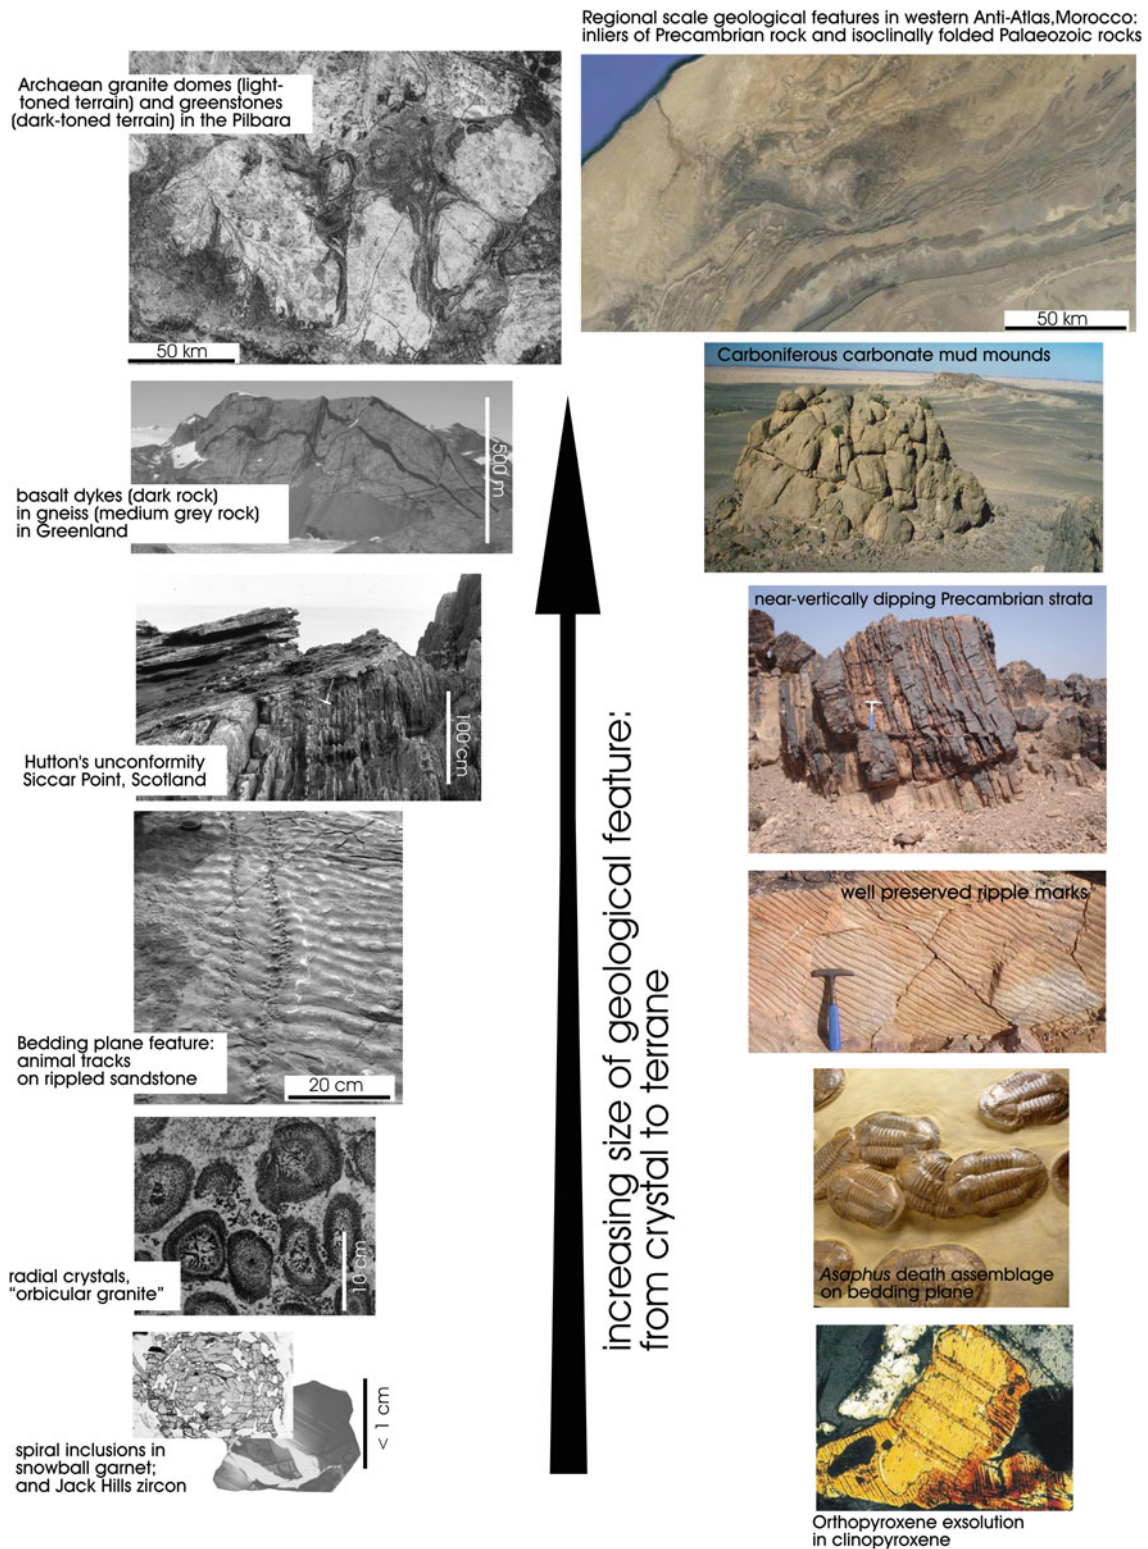 Regional scale geological features in western Anti-Atlas,Morocco:
inliers of Precambrian rock and isoclinally folded Palaeozoic rocks
Archaean granite domes (light-
toned terrain) and greenstones
(dark-toned terrain) in the Pilbara
50 km
50 km
Carboniferous carbonate mud mounds
500 m
basalt dykes (dark rock)
in gneiss (medium grey rock)
in Greenland
near-vertically dipping Precambrian strata
100 cm
Hutton's unconformity
Siccar Point, Scotland
increasing size of geological feature:
from crystal to terrane
well preserved ripple marks
Bedding plane feature:
animal tracks
on rippled sandstone
20 cm
10 cm
radial crystals,
“orbicular granite”
Asaphus death assemblage
on bedding plane
< 1 cm
spiral inclusions in
snowball garnet;
and Jack Hills zircon
Orthopyroxene exsolution
in clinopyroxene